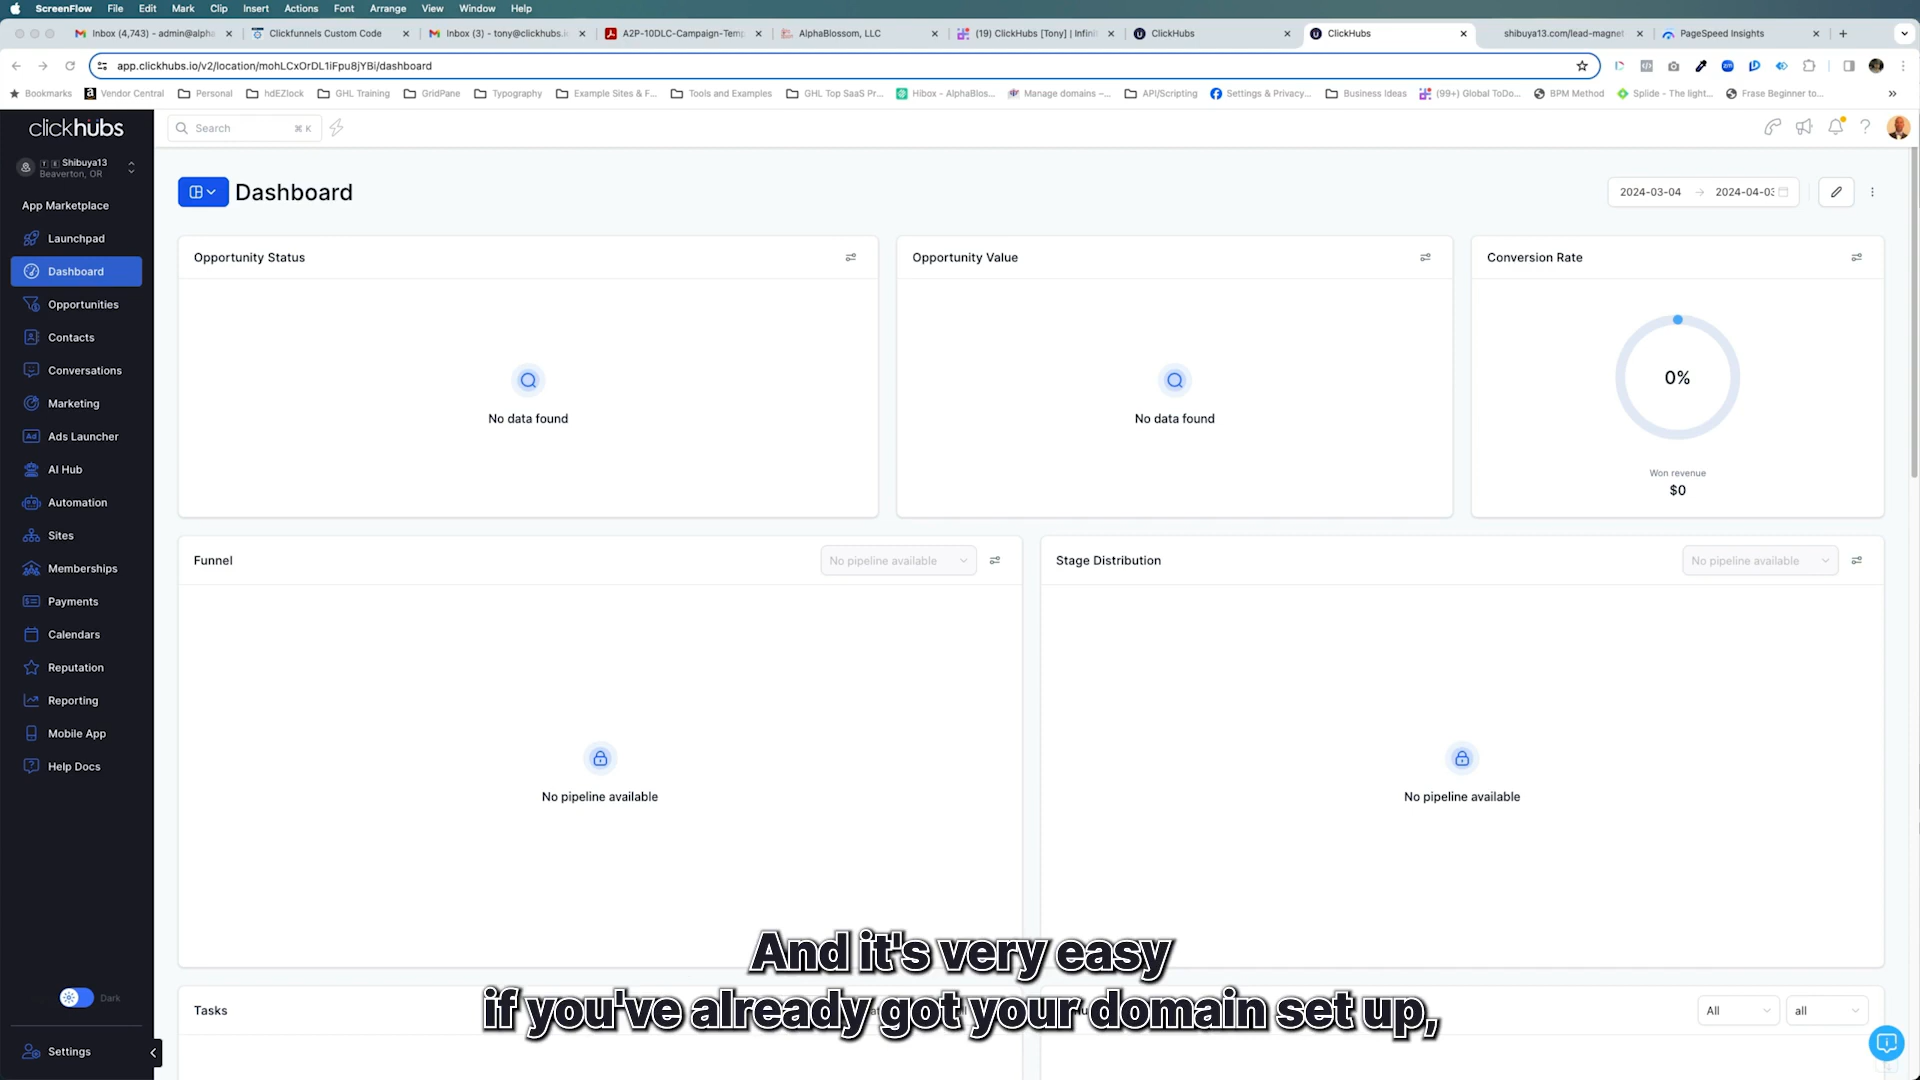 ScreenFlow File Edit Mark Clip Insert Actions Font Arrange View Window Help
Inbox (4,743) - admin@alpha
Clickfunnels Custom Code
Inbox (3) - tony@clickhubs.i
A2P-10DLC-Campaign-Temp
AlphaBlossom, LLC
(19) ClickHubs [Tony] | Infini
ClickHubs
ClickHubs
shibuya13.com/lead-magnet
PageSpeed Insights
app.clickhubs.io/v2/location/mohLCxOrDL1iFpu8jYBi/dashboard
Bookmarks
Vendor Central
Personal
hdEZlock
GHL Training
GridPane
Typography
Example Sites & F...
Tools and Examples
GHL Top SaaS Pr...
Hibox - AlphaBlos...
Manage domains –...
API/Scripting
Settings & Privacy...
Business Ideas
(99+) Global ToDo...
BPM Method
Splide - The light...
Frase Beginner to...
clickhubs
Search
⌘ K
Shibuya13
Beaverton, OR
App Marketplace
Launchpad
Dashboard
Opportunities
Contacts
Conversations
Marketing
Ads Launcher
AI Hub
Automation
Sites
Memberships
Payments
Calendars
Reputation
Reporting
Mobile App
Help Docs
Dark
Settings
Dashboard
2024-03-04 → 2024-04-03
Opportunity Status
No data found
Opportunity Value
No data found
Conversion Rate
0%
Won revenue
$0
Funnel
No pipeline available
No pipeline available
Stage Distribution
No pipeline available
No pipeline available
Tasks
All
all
And it's very easy
if you've already got your domain set up,